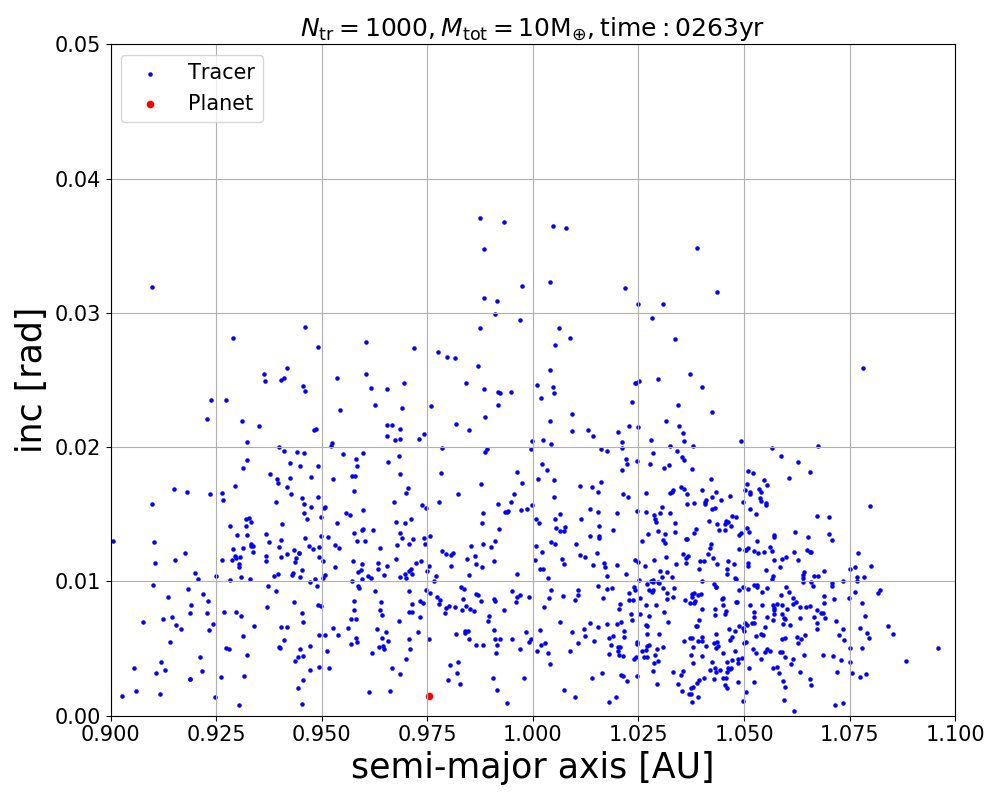 N_tr = 1000, M_tot = 10M_⊕, time : 0263yr
Tracer
Planet
0.05
0.04
0.03
0.02
0.01
0.00
inc [rad]
0.900 0.925 0.950 0.975 1.000 1.025 1.050 1.075 1.100
semi-major axis [AU]